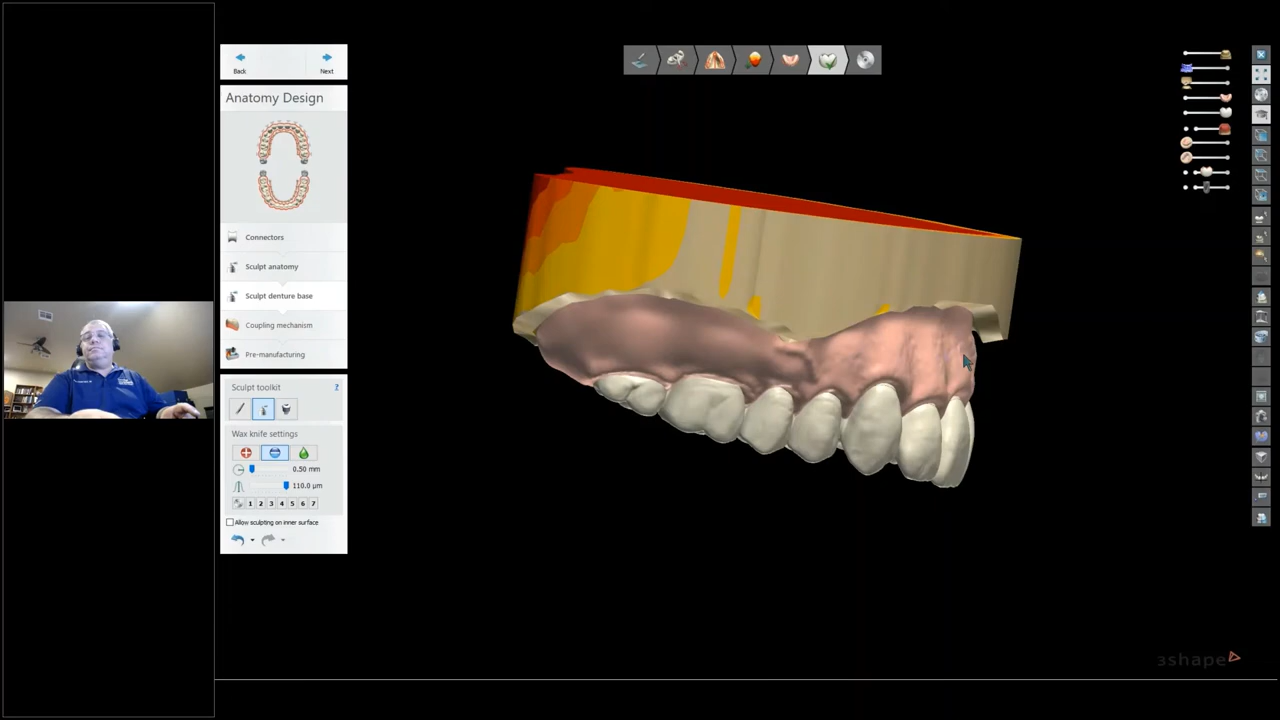 Back
Next
Anatomy Design
Connectors
Sculpt anatomy
Sculpt denture base
Coupling mechanism
Pre-manufacturing
Sculpt toolkit ?
Wax knife settings
0.50 mm
110.0 µm
1 2 3 4 5 6 7
Allow sculpting on inner surface
3shape